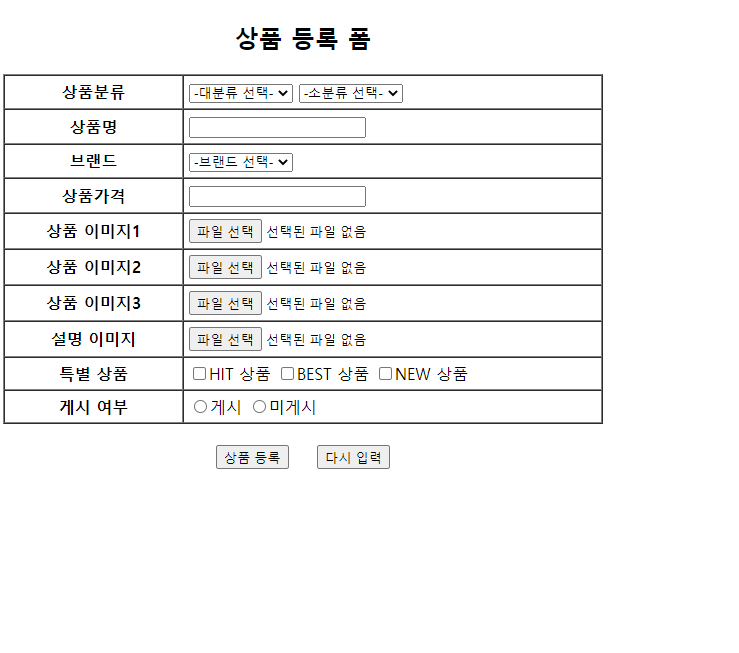 상품 등록 폼
상품분류 -대분류 선택- -소분류 선택-
상품명
브랜드 -브랜드 선택-
상품가격
상품 이미지1 파일 선택 선택된 파일 없음
상품 이미지2 파일 선택 선택된 파일 없음
상품 이미지3 파일 선택 선택된 파일 없음
설명 이미지 파일 선택 선택된 파일 없음
특별 상품 HIT 상품 BEST 상품 NEW 상품
게시 여부 게시 미게시
상품 등록 다시 입력